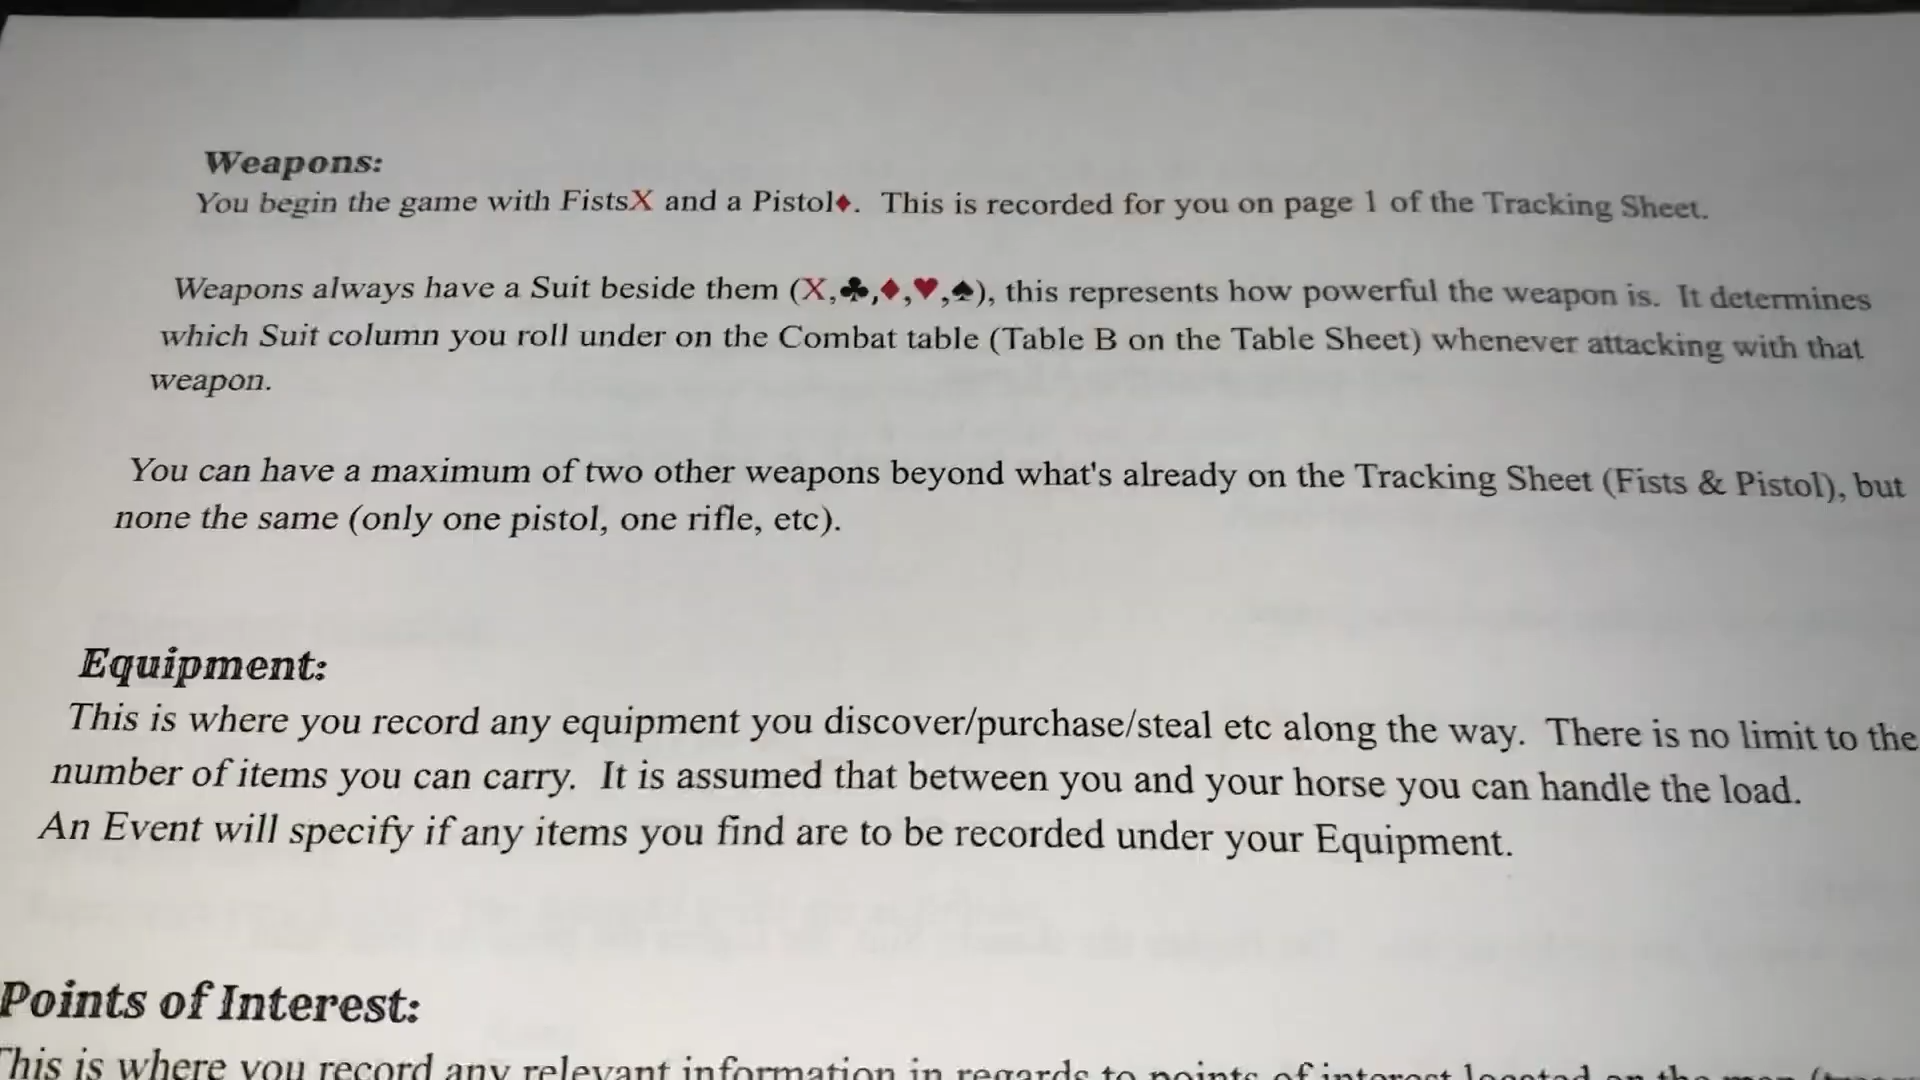 Weapons:
You begin the game with FistsX and a Pistol♦. This is recorded for you on page 1 of the Tracking Sheet.
Weapons always have a Suit beside them (X,♣,♦,♥,♠), this represents how powerful the weapon is. It determines
which Suit column you roll under on the Combat table (Table B on the Table Sheet) whenever attacking with that
weapon.
You can have a maximum of two other weapons beyond what's already on the Tracking Sheet (Fists & Pistol), but
none the same (only one pistol, one rifle, etc).
Equipment:
This is where you record any equipment you discover/purchase/steal etc along the way. There is no limit to the
number of items you can carry. It is assumed that between you and your horse you can handle the load.
An Event will specify if any items you find are to be recorded under your Equipment.
Points of Interest:
This is where you record any relevant information in regards to points of interest located on the map